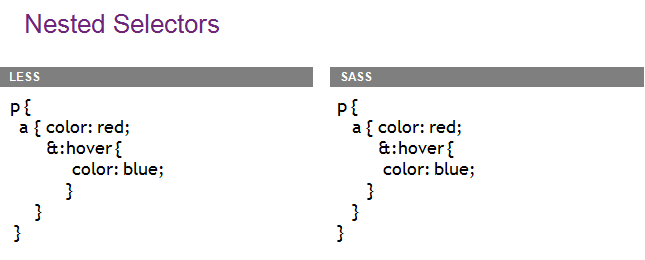 Nested Selectors
LESS
p {
a { color: red;
&:hover {
color: blue;
}
}
}
SASS
p {
a { color: red;
&:hover {
color: blue;
}
}
}